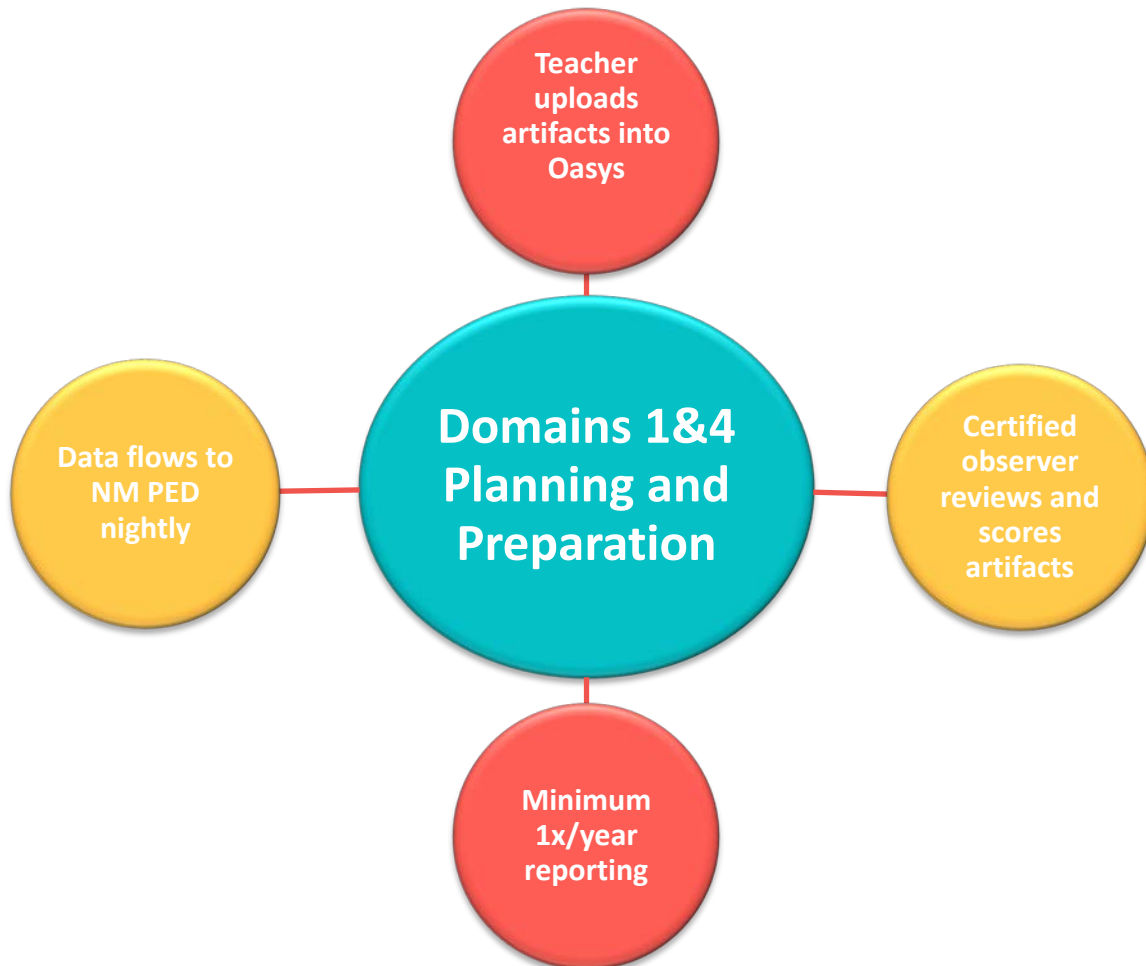 Teacher
uploads
artifacts into
Oasys
Domains 1&4
Planning and
Preparation
Data flows to
NM PED
nightly
Certified
observer
reviews and
scores
artifacts
Minimum
1x/year
reporting